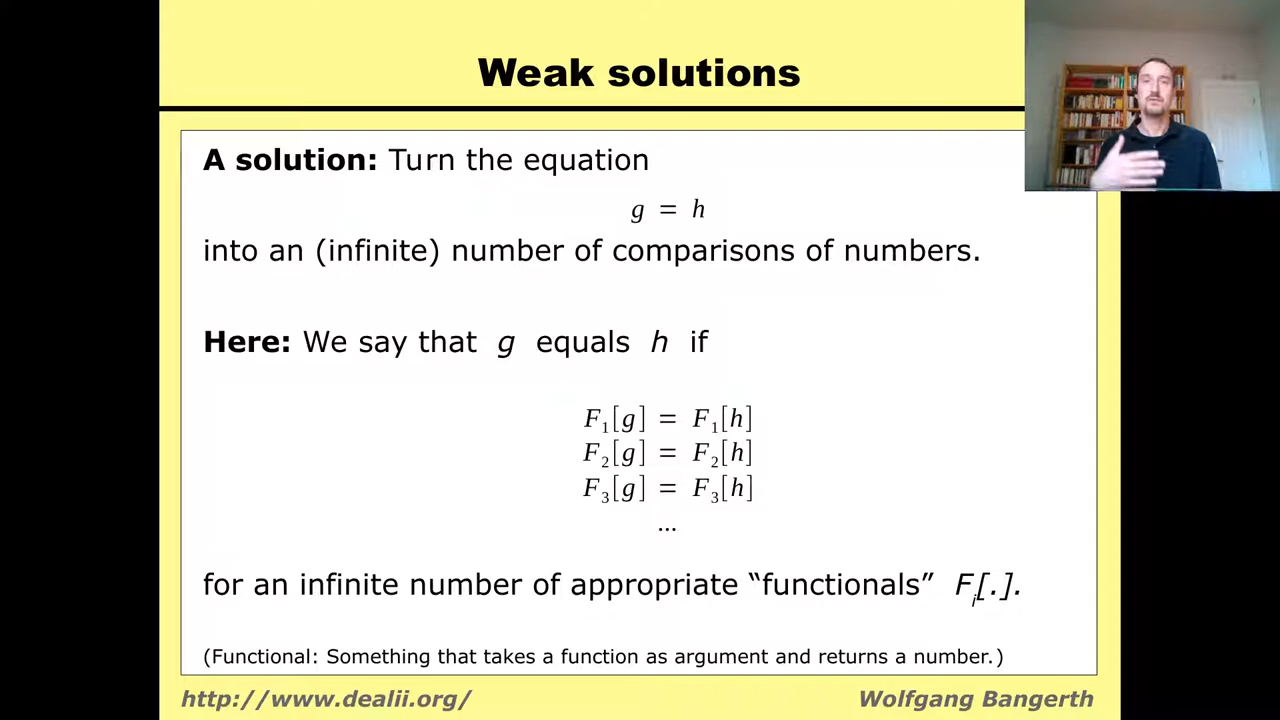 Weak solutions
A solution: Turn the equation
g = h
into an (infinite) number of comparisons of numbers.
Here: We say that g equals h if
F₁[g] = F₁[h]
F₂[g] = F₂[h]
F₃[g] = F₃[h]
...
for an infinite number of appropriate “functionals” Fᵢ[.].
(Functional: Something that takes a function as argument and returns a number.)
http://www.dealii.org/ Wolfgang Bangerth